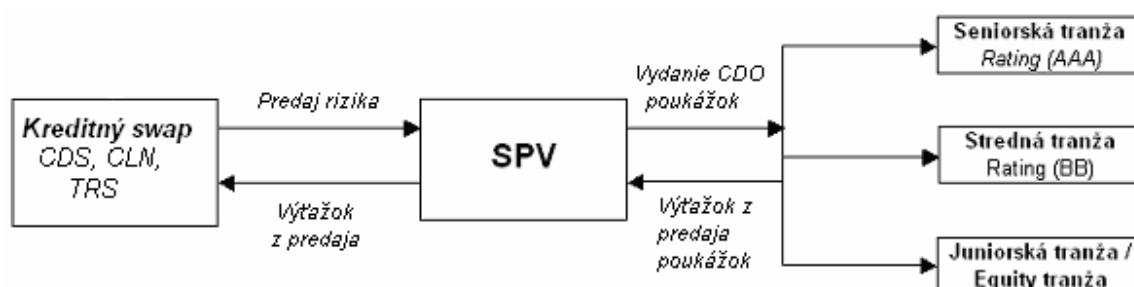 Kreditný swap
CDS, CLN,
TRS
Predaj rizika
Výťažok
z predaja
SPV
Vydanie CDO
poukážok
Výťažok z
predaja
poukážok
Seniorská tranža
Rating (AAA)
Stredná tranža
Rating (BB)
Juniorská tranža /
Equity tranža